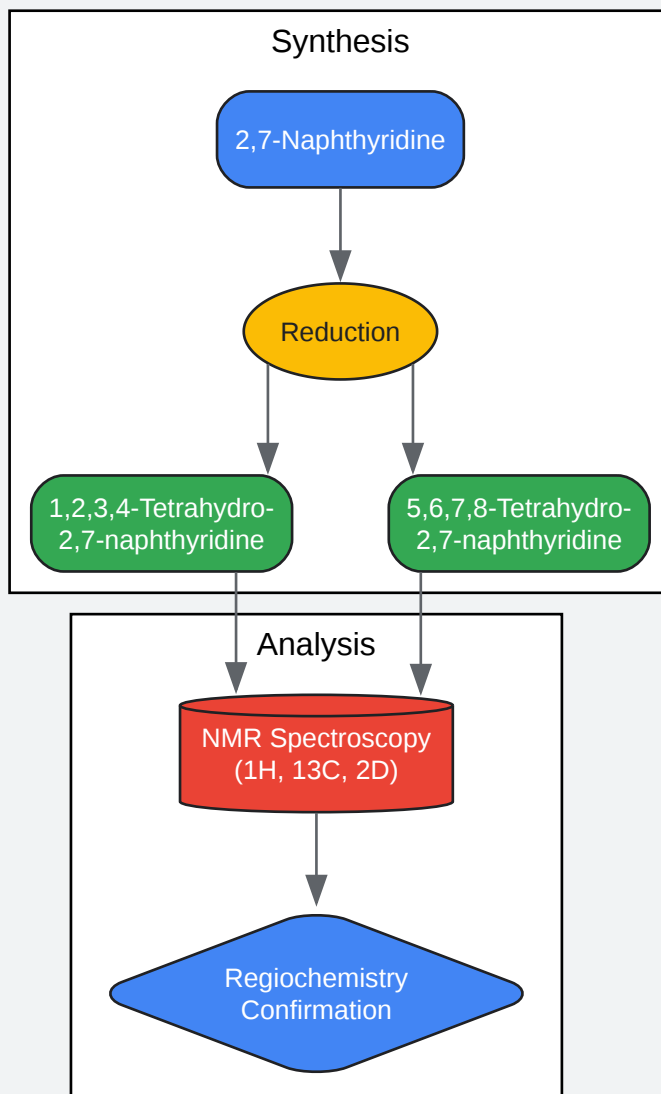 Synthesis
2,7-Naphthyridine
Reduction
1,2,3,4-Tetrahydro-
2,7-naphthyridine
5,6,7,8-Tetrahydro-
2,7-naphthyridine
Analysis
NMR Spectroscopy
(1H, 13C, 2D)
Regiochemistry
Confirmation